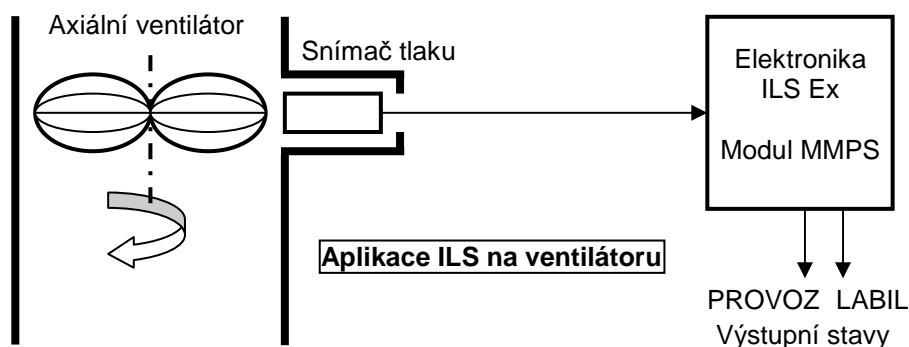 Axiální ventilátor
Snímač tlaku
Elektronika
ILS Ex
Modul MMPS
Aplikace ILS na ventilátoru
PROVOZ LABIL
Výstupní stavy